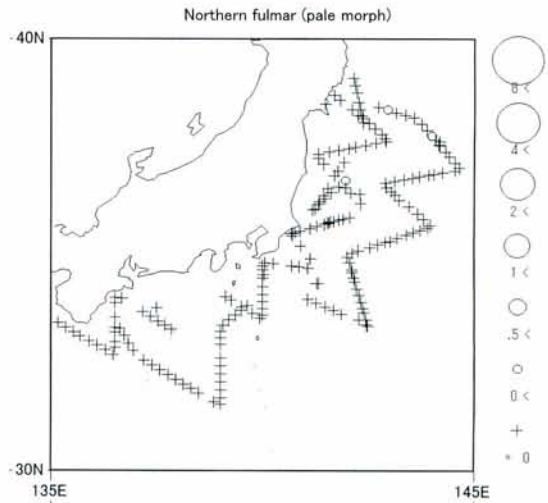 Northern fulmar (pale morph)
40N
8 <
4 <
2 <
1 <
.5 <
0 <
0
30N
135E
145E